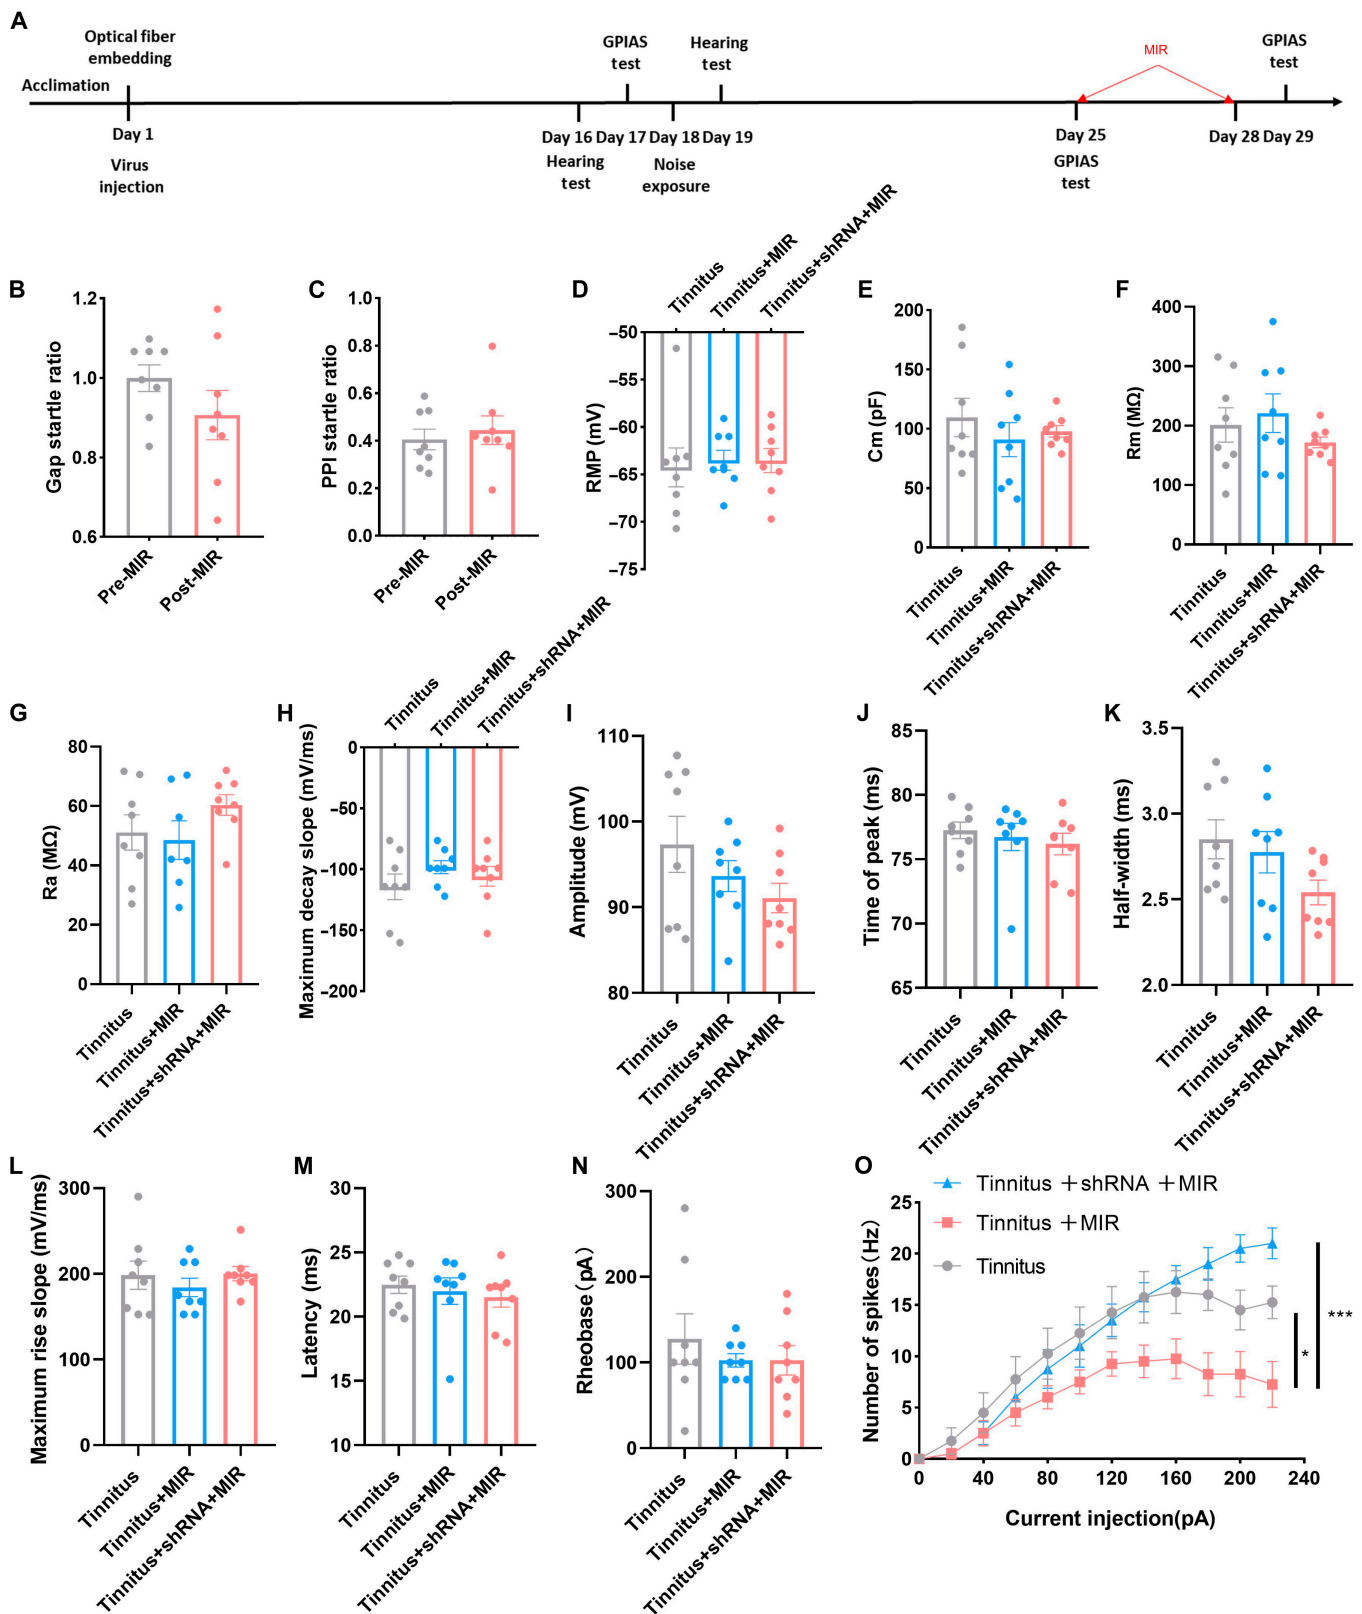 A
Optical fiber
embedding
GPIAS
test
Hearing
test
MIR
GPIAS
test
Acclimation
Day 1
Day 16
Day 17
Day 18
Day 19
Day 25
Day 28
Day 29
Virus
injection
Hearing
test
Noise
exposure
GPIAS
test
B
Gap startle ratio
1.2
1.0
0.8
0.6
Pre-MIR
Post-MIR
C
PPI startle ratio
1.0
0.8
0.6
0.4
0.2
0.0
Pre-MIR
Post-MIR
D
Tinnitus
Tinnitus+MIR
Tinnitus+shRNA+MIR
RMP (mV)
−50
−55
−60
−65
−70
−75
E
Cm (pF)
200
150
100
50
0
Tinnitus
Tinnitus+MIR
Tinnitus+shRNA+MIR
F
Rm (MΩ)
400
300
200
100
0
Tinnitus
Tinnitus+MIR
Tinnitus+shRNA+MIR
G
Ra (MΩ)
80
60
40
20
0
Tinnitus
Tinnitus+MIR
Tinnitus+shRNA+MIR
H
Tinnitus
Tinnitus+MIR
Tinnitus+shRNA+MIR
Maximum decay slope (mV/ms)
0
−50
−100
−150
−200
I
Amplitude (mV)
110
100
90
80
Tinnitus
Tinnitus+MIR
Tinnitus+shRNA+MIR
J
Time of peak (ms)
85
80
75
70
65
Tinnitus
Tinnitus+MIR
Tinnitus+shRNA+MIR
K
Half-width (ms)
3.5
3.0
2.5
2.0
Tinnitus
Tinnitus+MIR
Tinnitus+shRNA+MIR
L
Maximum rise slope (mV/ms)
300
200
100
0
Tinnitus
Tinnitus+MIR
Tinnitus+shRNA+MIR
M
Latency (ms)
30
25
20
15
10
Tinnitus
Tinnitus+MIR
Tinnitus+shRNA+MIR
N
Rheobase(pA)
300
200
100
0
Tinnitus
Tinnitus+MIR
Tinnitus+shRNA+MIR
O
Tinnitus +shRNA +MIR
Tinnitus +MIR
Tinnitus
Number of spikes(Hz)
25
20
15
10
5
0
0
40
80
120
160
200
240
Current injection(pA)
*
***